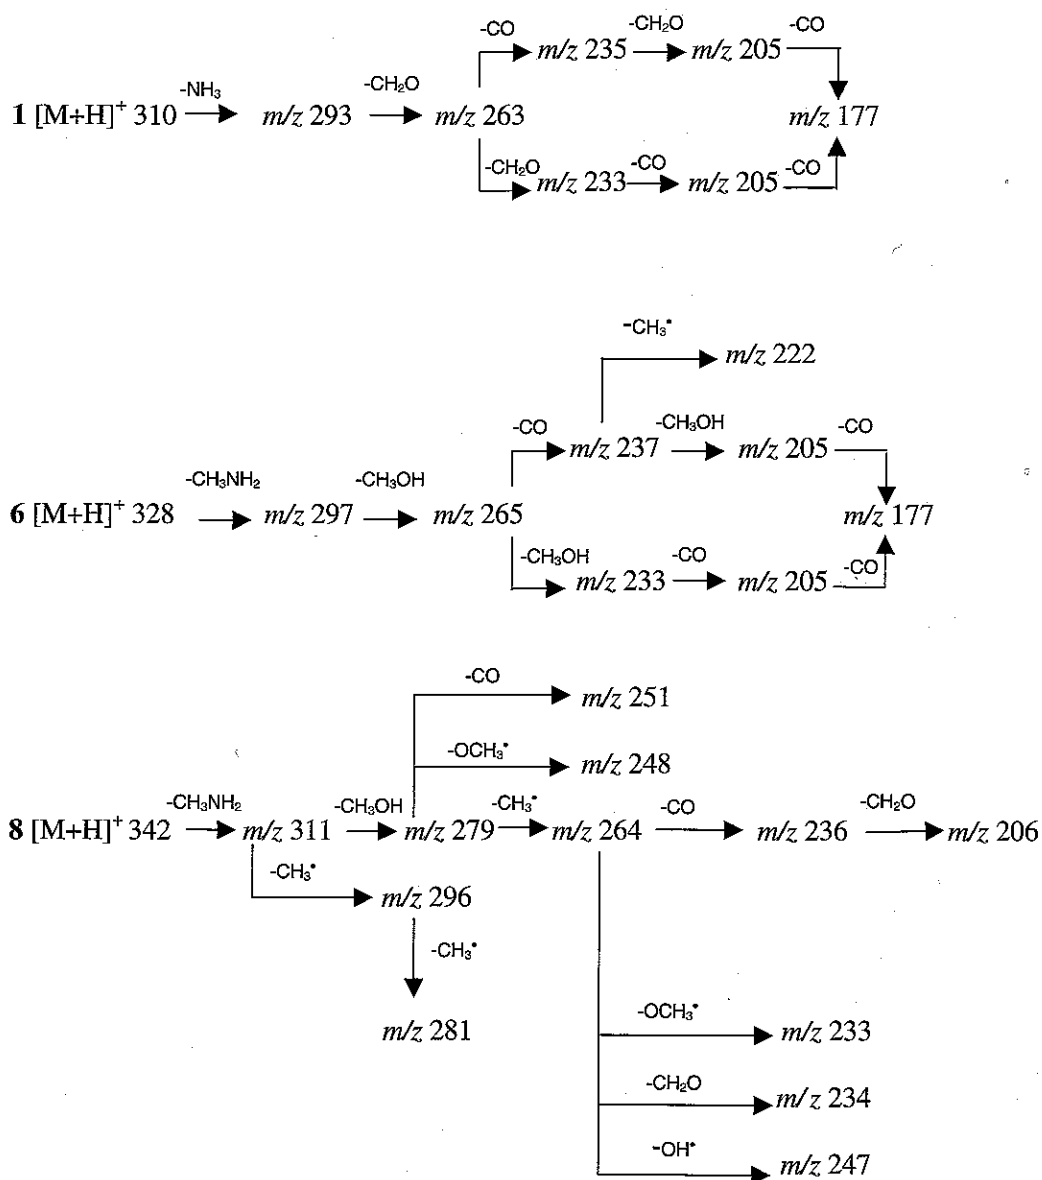 -CO -CH₂O -CO
m/z 235 m/z 205
-NH₃ -CH₂O
1 [M+H]⁺ 310 m/z 293 m/z 263 m/z 177
-CH₂O -CO -CO
m/z 233 m/z 205
-CH₃•
m/z 222
-CO -CH₃OH -CO
m/z 237 m/z 205
-CH₃NH₂ -CH₃OH
6 [M+H]⁺ 328 m/z 297 m/z 265 m/z 177
-CH₃OH -CO -CO
m/z 233 m/z 205
-CO
m/z 251
-OCH₃•
m/z 248
-CH₃NH₂ -CH₃OH -CH₃• -CO -CH₂O
8 [M+H]⁺ 342 m/z 311 m/z 279 m/z 264 m/z 236 m/z 206
-CH₃•
m/z 296
-CH₃•
m/z 281
-OCH₃•
m/z 233
-CH₂O
m/z 234
-OH•
m/z 247